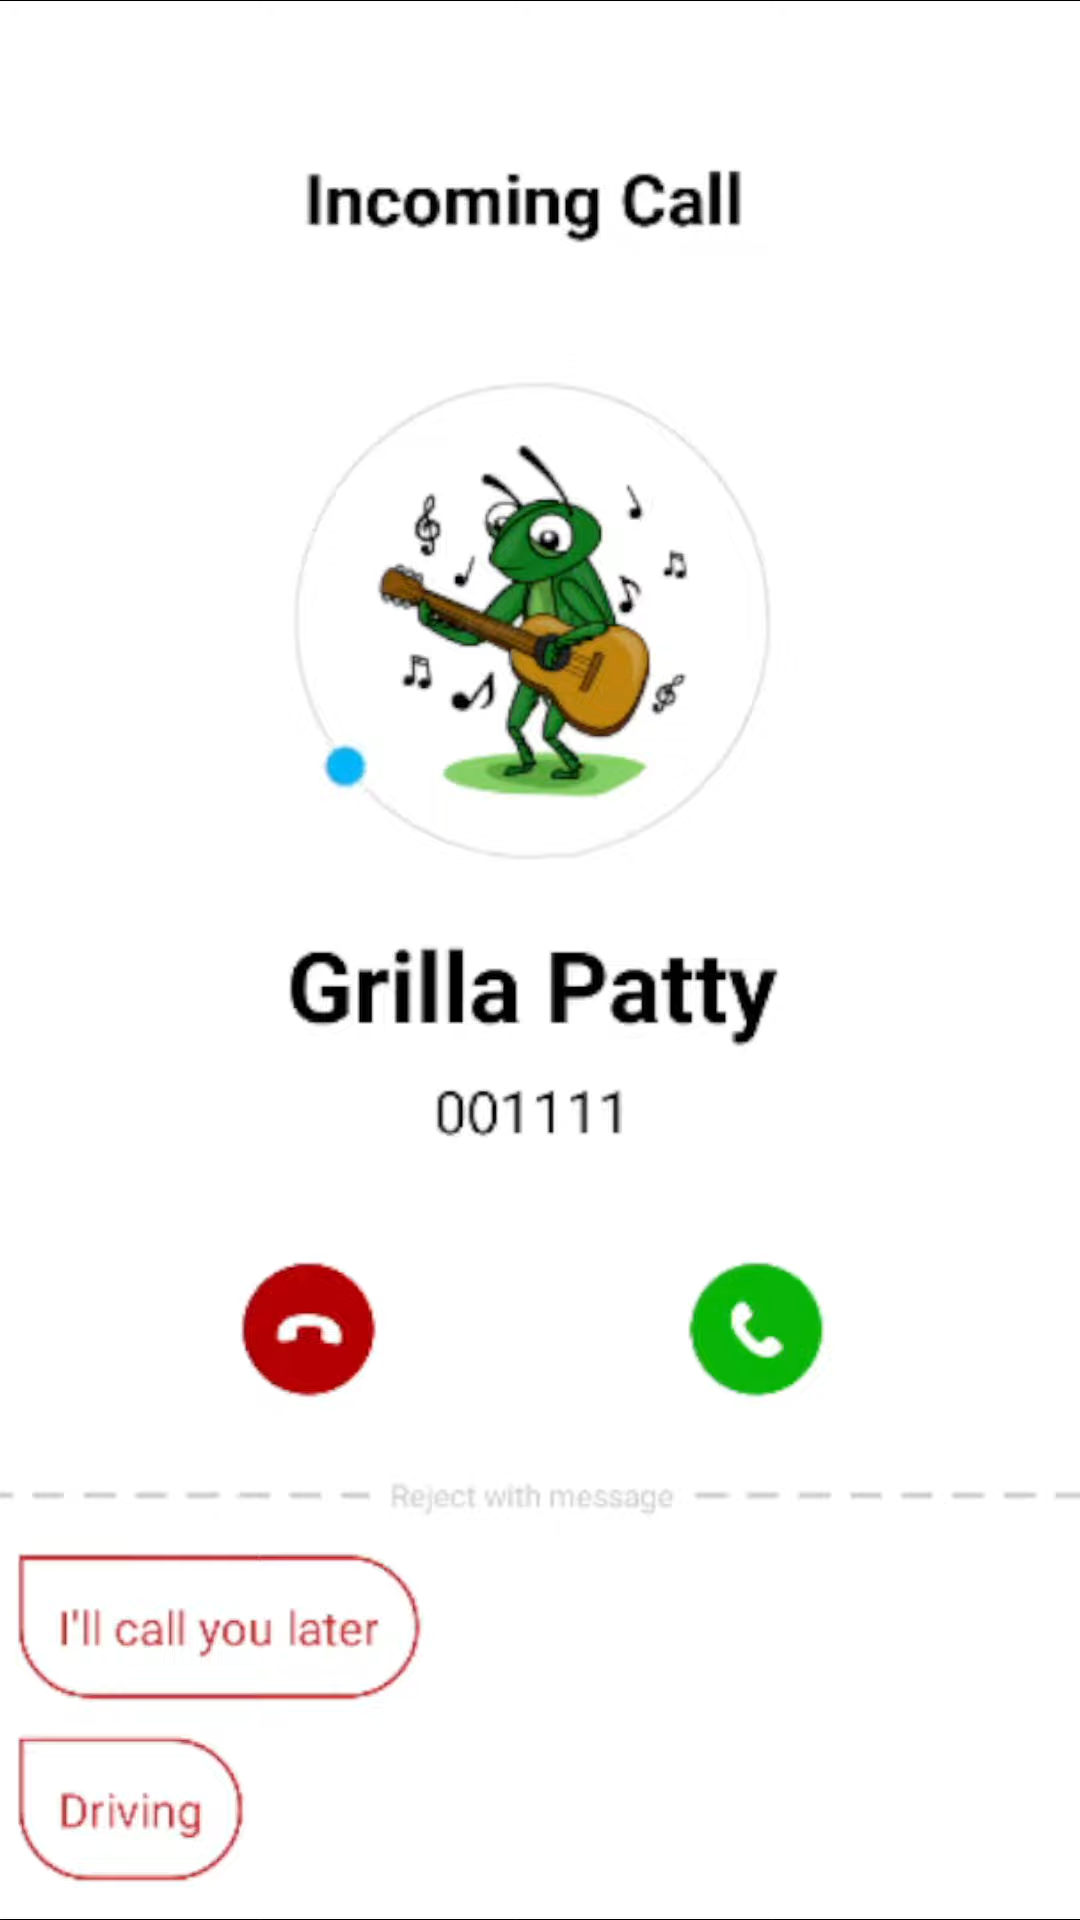 Incoming Call
Grilla Patty
001111
Reject with message
I'll call you later
Driving